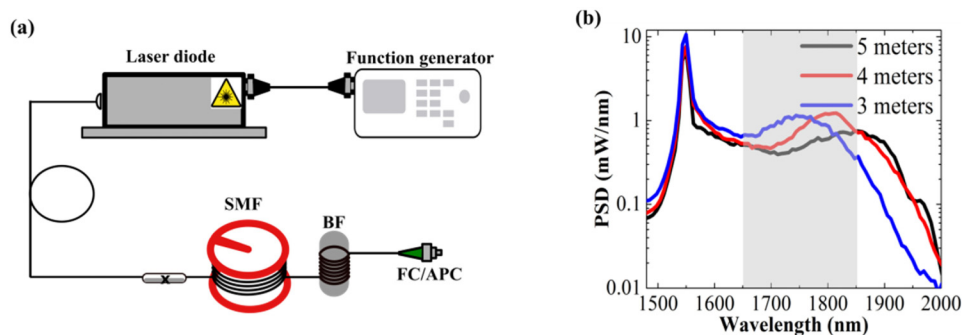 (a)
Laser diode
Function generator
SMF
BF
FC/APC
x
(b)
10
1
0.1
0.01
PSD (mW/nm)
5 meters
4 meters
3 meters
1500 1600 1700 1800 1900 2000
Wavelength (nm)